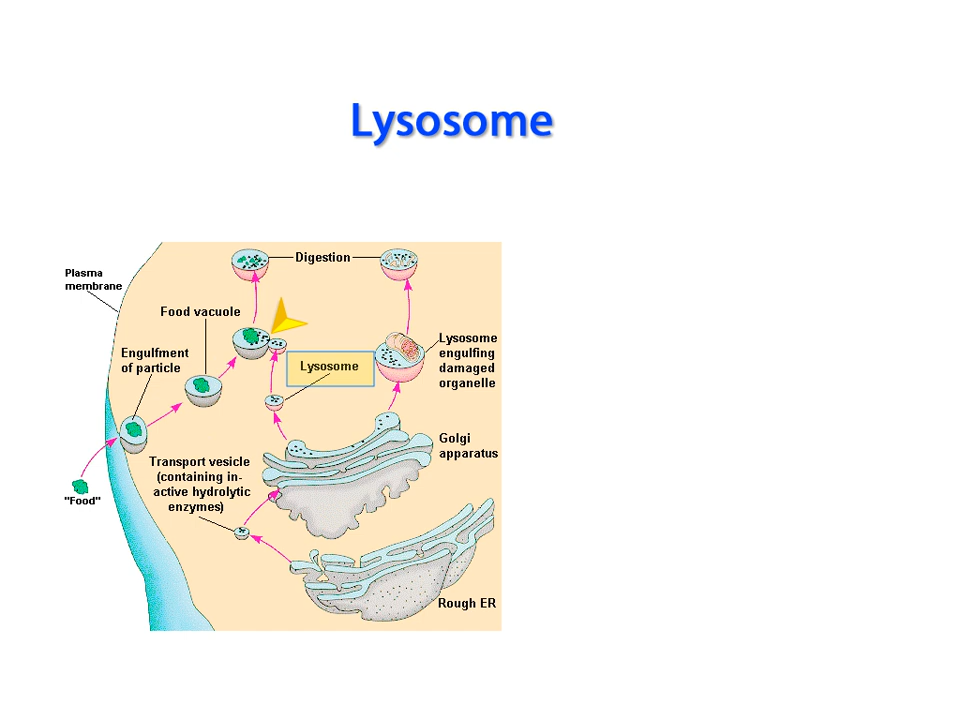 Lysosome
Digestion
Plasma
membrane
Food vacuole
Engulfment
of particle
Lysosome
Lysosome
engulfing
damaged
organelle
Golgi
apparatus
Transport vesicle
(containing in-
active hydrolytic
enzymes)
"Food"
Rough ER